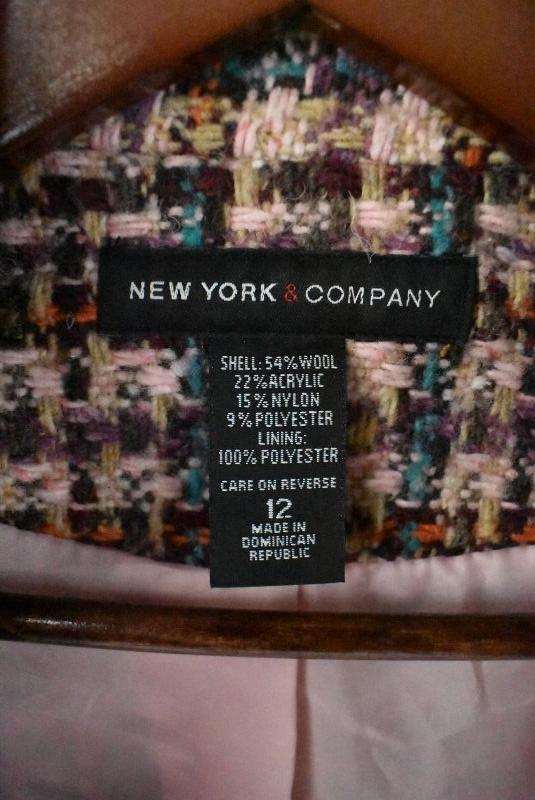 NEW YORK & COMPANY
SHELL: 54% WOOL
22% ACRYLIC
15% NYLON
9% POLYESTER
LINING:
100% POLYESTER
CARE ON REVERSE
12
MADE IN
DOMINICAN
REPUBLIC